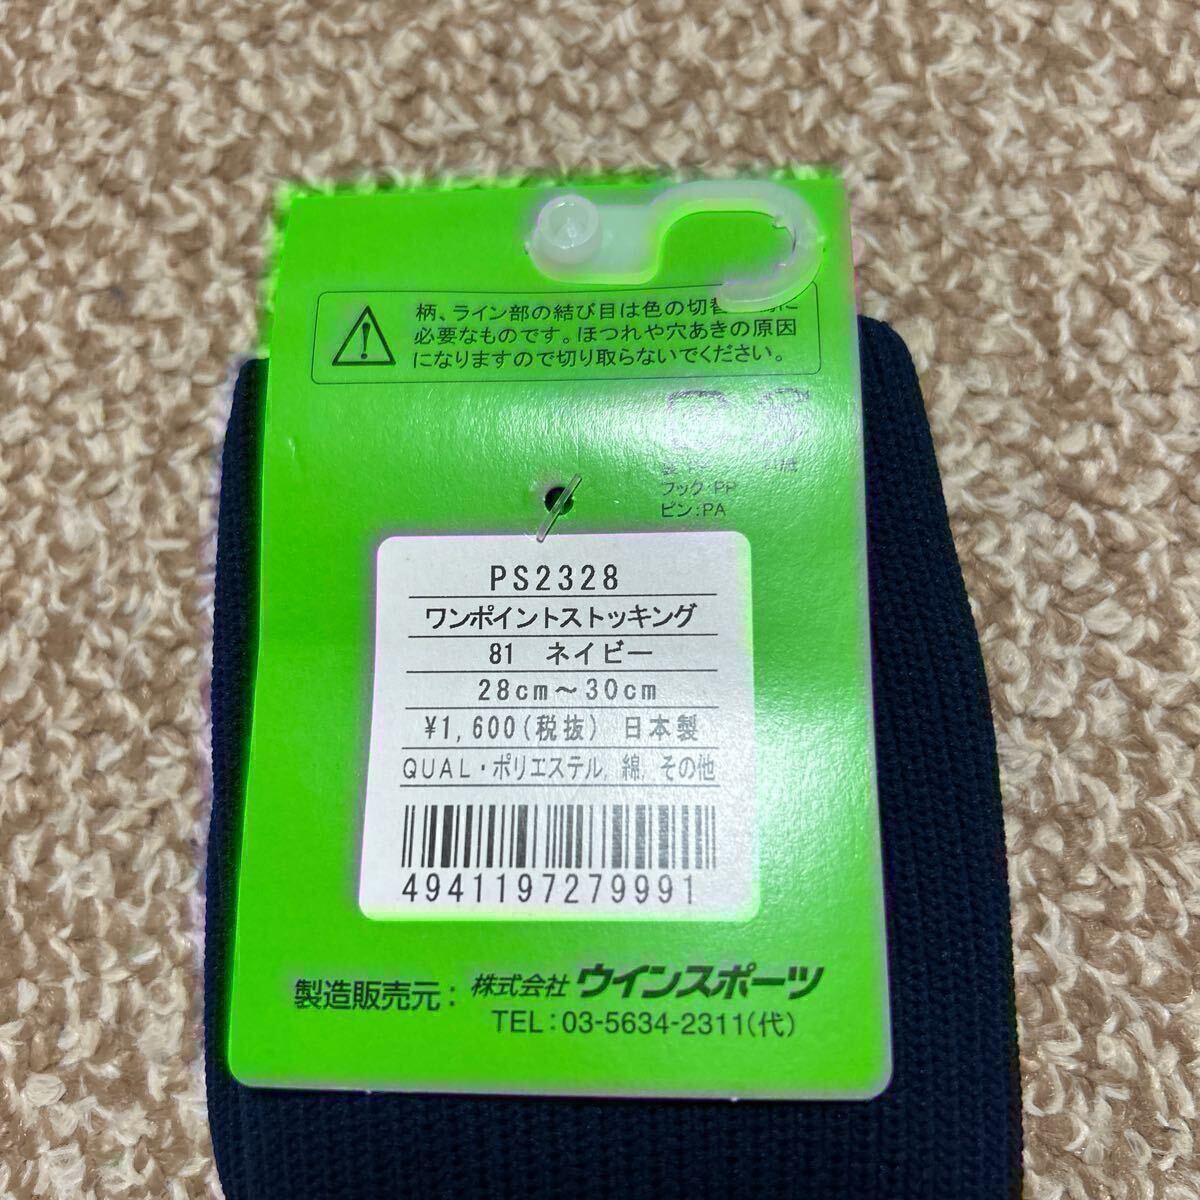 柄、ライン部の結び目は色の切替
必要なものです。ほつれや穴あきの原因
になりますので切り取らないでください。
フック:PP
ピン:PA
PS2328
ワンポイントストッキング
81 ネイビー
28cm～30cm
¥1,600(税抜) 日本製
QUAL・ポリエステル, 綿, その他
4941197279991
製造販売元: 株式会社 ウインスポーツ
TEL:03-5634-2311(代)